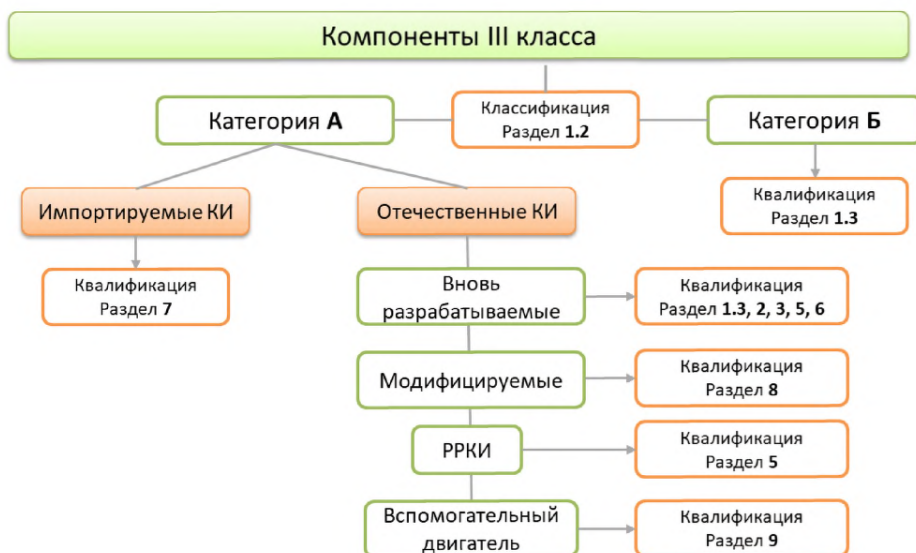 Компоненты III класса
Категория А
Классификация
Раздел 1.2
Категория Б
Импортируемые КИ
Отечественные КИ
Квалификация
Раздел 1.3
Квалификация
Раздел 7
Вновь
разрабатываемые
Квалификация
Раздел 1.3, 2, 3, 5, 6
Модифицируемые
Квалификация
Раздел 8
РРКИ
Квалификация
Раздел 5
Вспомогательный
двигатель
Квалификация
Раздел 9